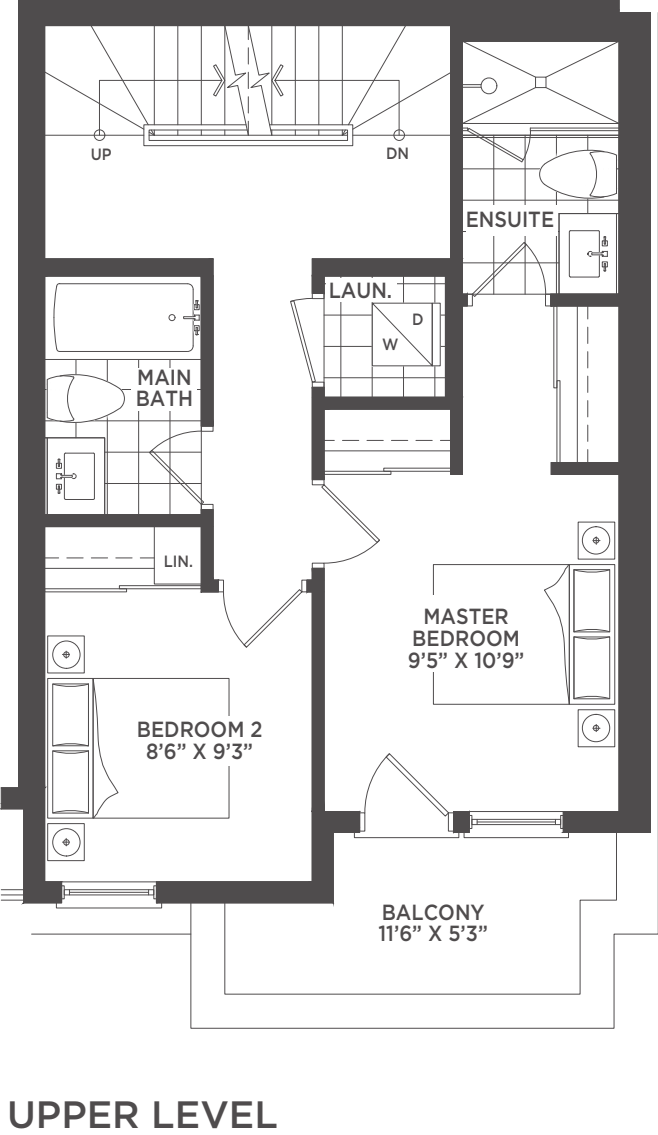 UP
DN
ENSUITE
LAUN.
D
W
MAIN
BATH
LIN.
MASTER
BEDROOM
9’5” X 10’9”
BEDROOM 2
8’6” X 9’3”
BALCONY
11’6” X 5’3”
UPPER LEVEL